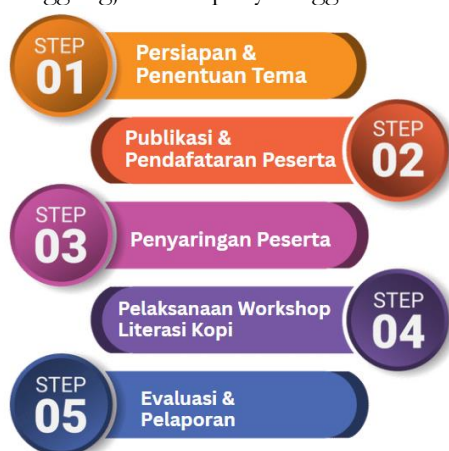 STEP
01
Persiapan &
Penentuan Tema
Publikasi &
Pendafataran Peserta
STEP
02
STEP
03
Penyaringan Peserta
Pelaksanaan Workshop
Literasi Kopi
STEP
04
STEP
05
Evaluasi &
Pelaporan